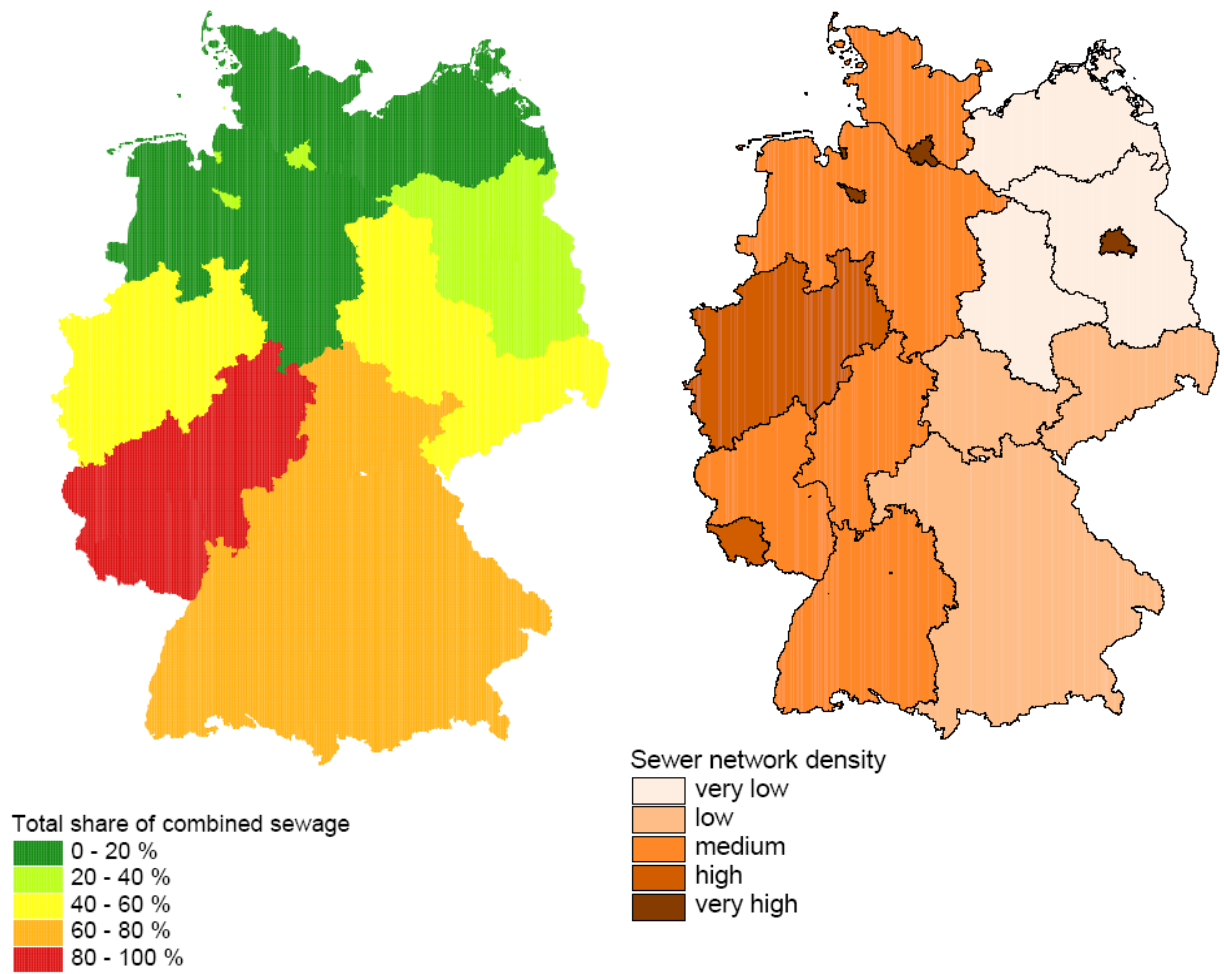 Total share of combined sewage
0 - 20 %
20 - 40 %
40 - 60 %
60 - 80 %
80 - 100 %
Sewer network density
very low
low
medium
high
very high